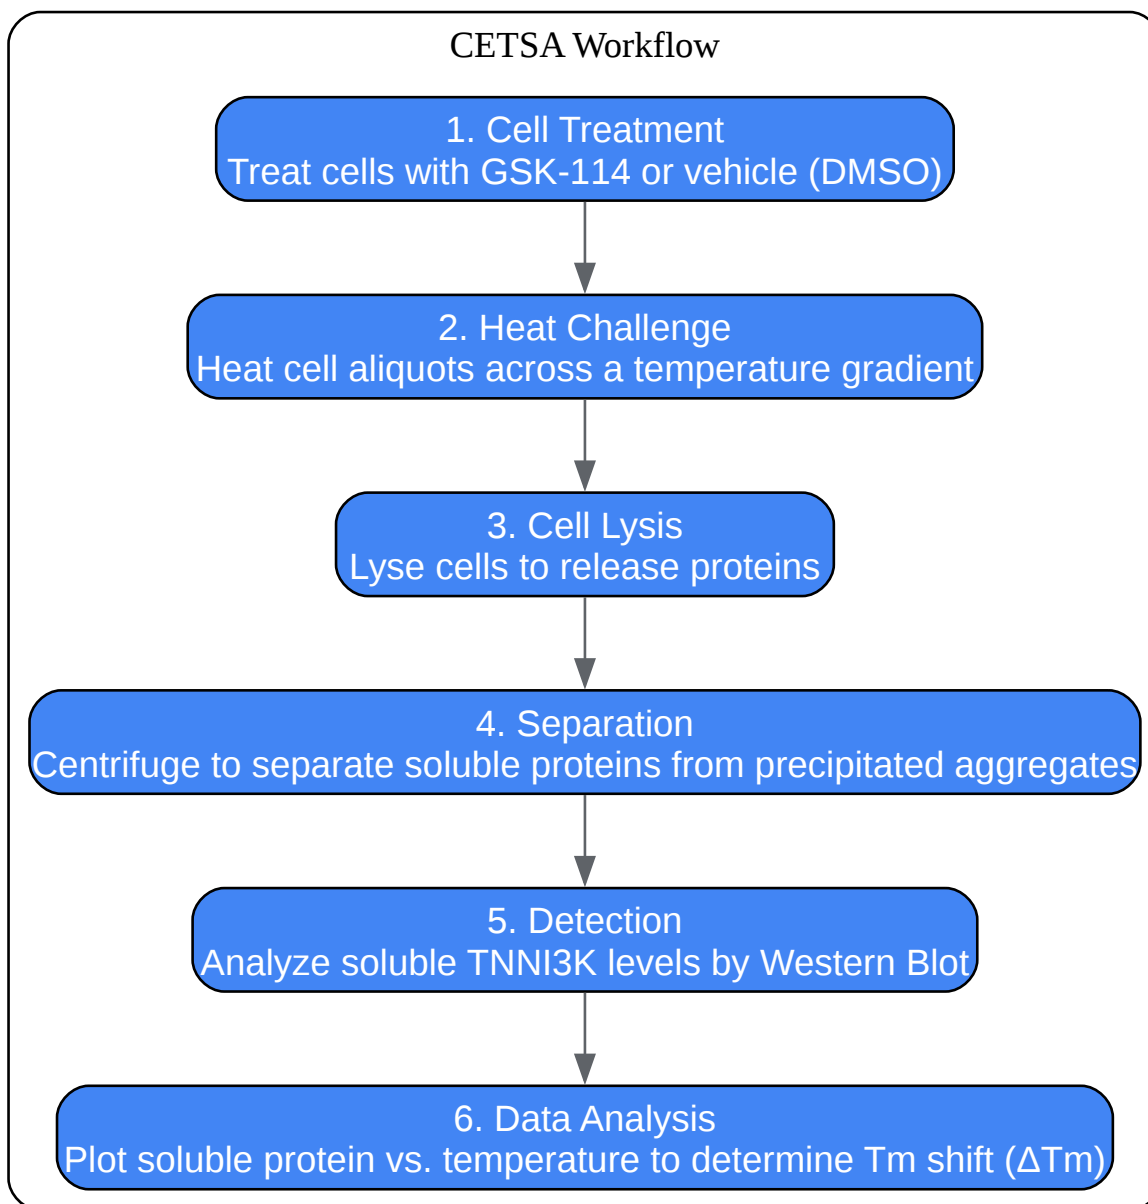 CETSA Workflow
1. Cell Treatment
Treat cells with GSK-114 or vehicle (DMSO)
2. Heat Challenge
Heat cell aliquots across a temperature gradient
3. Cell Lysis
Lyse cells to release proteins
4. Separation
Centrifuge to separate soluble proteins from precipitated aggregates
5. Detection
Analyze soluble TNNI3K levels by Western Blot
6. Data Analysis
Plot soluble protein vs. temperature to determine Tm shift (ΔTm)